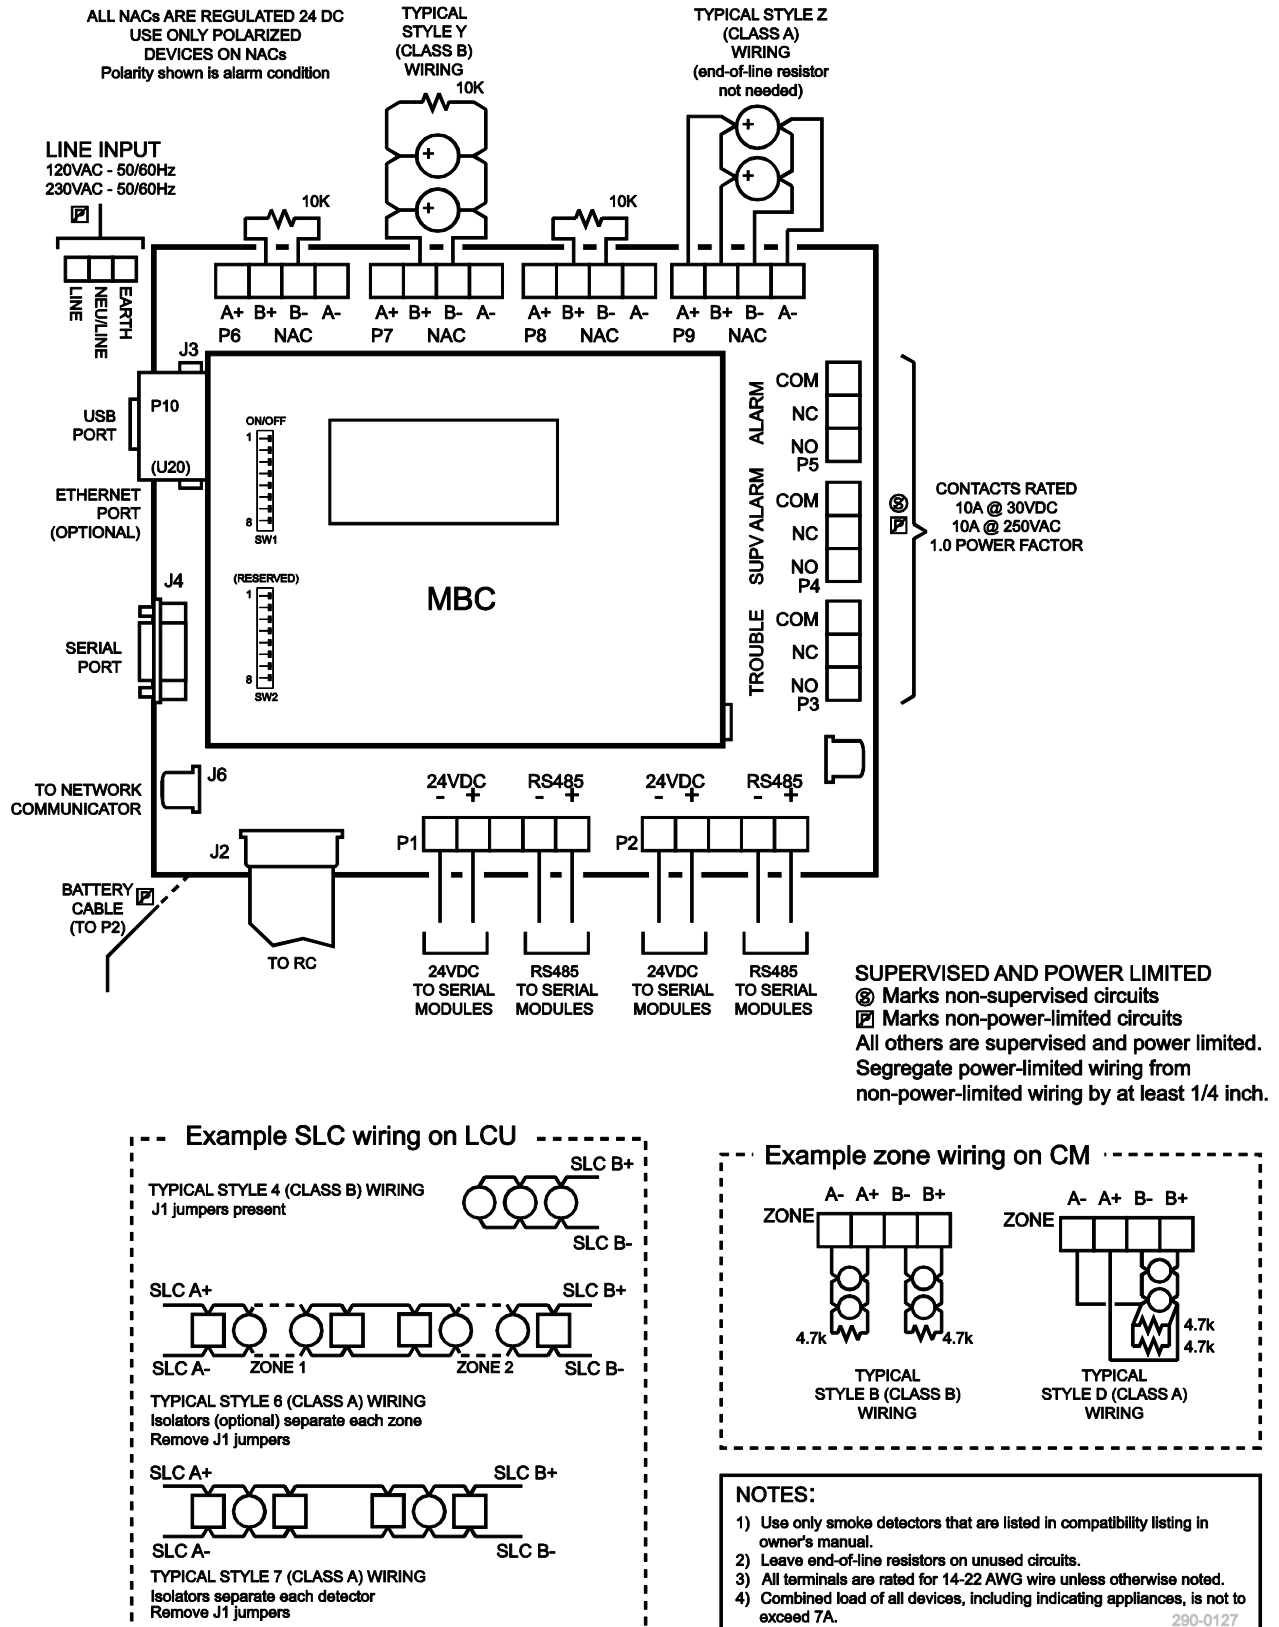 ALL NACs ARE REGULATED 24 DC
USE ONLY POLARIZED
DEVICES ON NACs
Polarity shown is alarm condition
TYPICAL
STYLE Y
(CLASS B)
WIRING
10K
+
+
TYPICAL STYLE Z
(CLASS A)
WIRING
(end-of-line resistor
not needed)
+
+
LINE INPUT
120VAC - 50/60Hz
230VAC - 50/60Hz
P
LINE
NEU/LINE
EARTH
10K
10K
A+ B+ B- A-
P6 NAC
A+ B+ B- A-
P7 NAC
A+ B+ B- A-
P8 NAC
A+ B+ B- A-
P9 NAC
J3
P10
(U20)
USB
PORT
ETHERNET
PORT
(OPTIONAL)
J4
SERIAL
PORT
ON/OFF
1
8
SW1
(RESERVED)
1
8
SW2
MBC
ALARM
COM
NC
NO
P5
SUPV ALARM
COM
NC
NO
P4
TROUBLE
COM
NC
NO
P3
S
P
CONTACTS RATED
10A @ 30VDC
10A @ 250VAC
1.0 POWER FACTOR
TO NETWORK
COMMUNICATOR
J6
J2
BATTERY
CABLE
(TO P2)
P
TO RC
24VDC
- +
RS485
- +
P1
24VDC
- +
RS485
- +
P2
24VDC
TO SERIAL
MODULES
RS485
TO SERIAL
MODULES
24VDC
TO SERIAL
MODULES
RS485
TO SERIAL
MODULES
SUPERVISED AND POWER LIMITED
S Marks non-supervised circuits
P Marks non-power-limited circuits
All others are supervised and power limited.
Segregate power-limited wiring from
non-power-limited wiring by at least 1/4 inch.
Example SLC wiring on LCU
TYPICAL STYLE 4 (CLASS B) WIRING
J1 jumpers present
SLC B+
SLC B-
SLC A+
SLC B+
SLC A-
ZONE 1
ZONE 2
SLC B-
TYPICAL STYLE 6 (CLASS A) WIRING
Isolators (optional) separate each zone
Remove J1 jumpers
SLC A+
SLC B+
SLC A-
SLC B-
TYPICAL STYLE 7 (CLASS A) WIRING
Isolators separate each detector
Remove J1 jumpers
Example zone wiring on CM
A- A+ B- B+
ZONE
4.7k
4.7k
TYPICAL
STYLE B (CLASS B)
WIRING
A- A+ B- B+
ZONE
4.7k
4.7k
TYPICAL
STYLE D (CLASS A)
WIRING
NOTES:
1) Use only smoke detectors that are listed in compatibility listing in
owner's manual.
2) Leave end-of-line resistors on unused circuits.
3) All terminals are rated for 14-22 AWG wire unless otherwise noted.
4) Combined load of all devices, including indicating appliances, is not to
exceed 7A.
290-0127